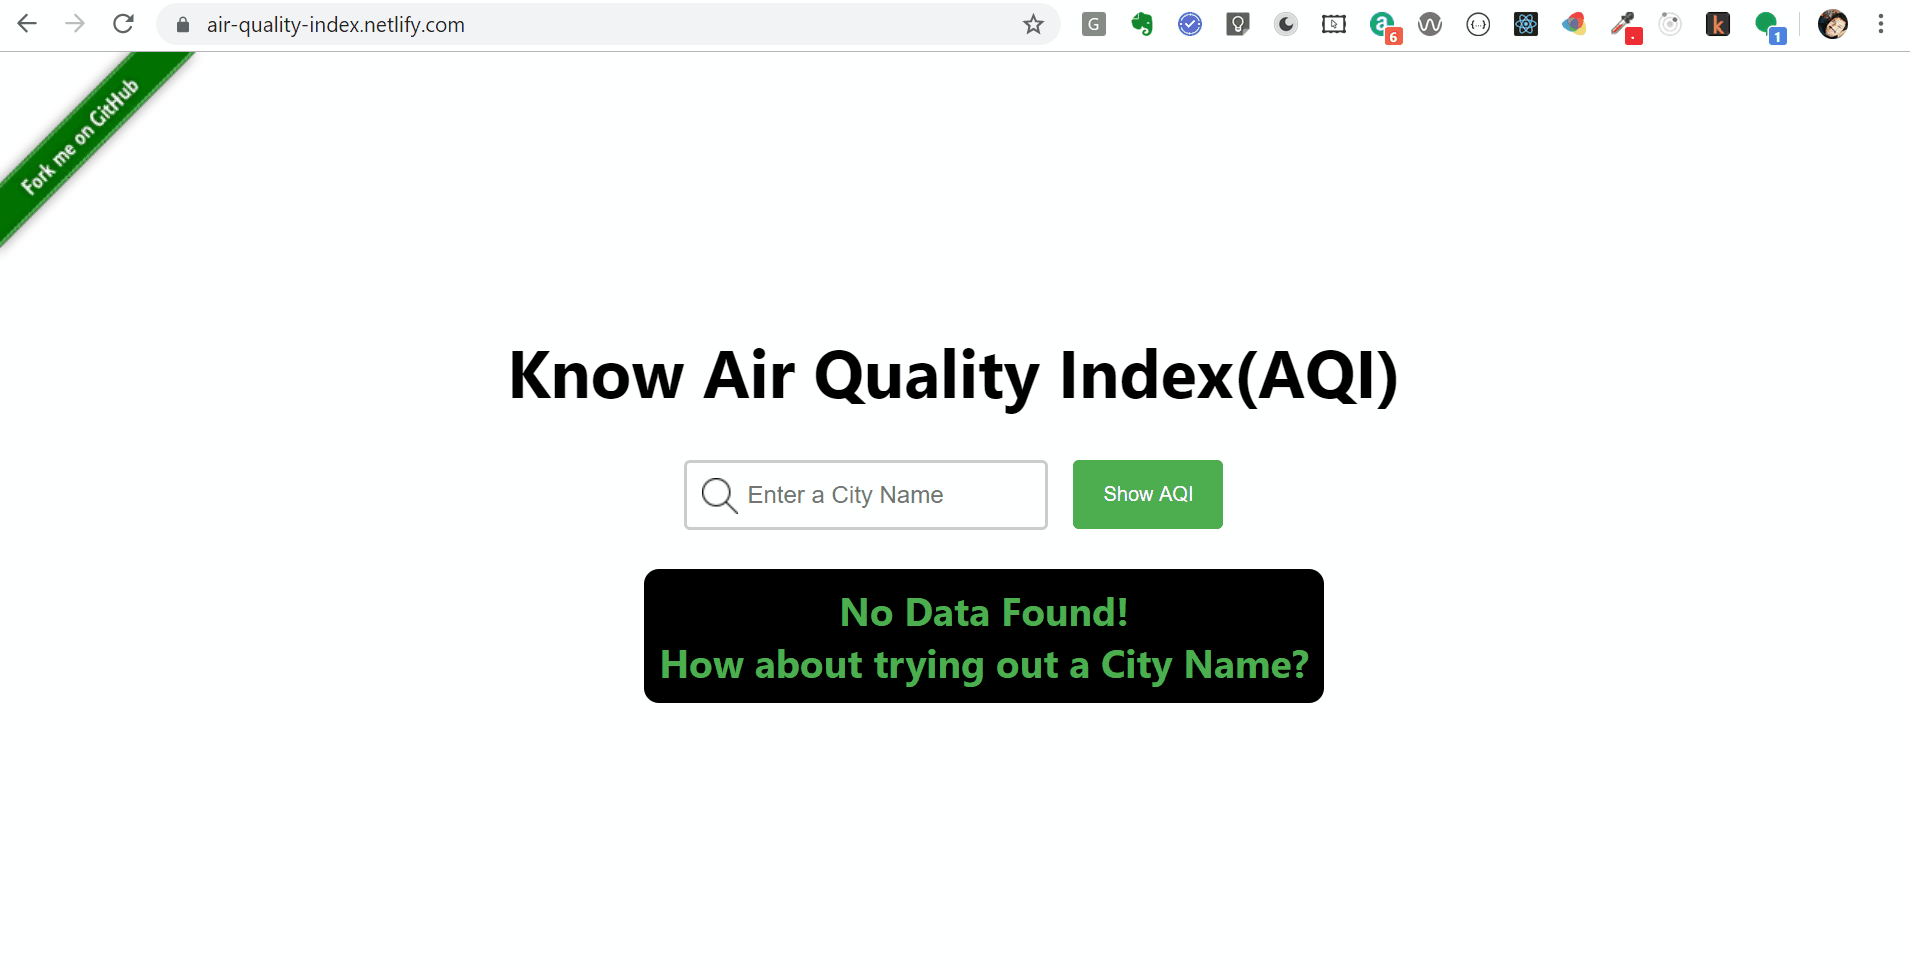 air-quality-index.netlify.com
G
a
6
{...}
k
1
Fork me on GitHub
Know Air Quality Index(AQI)
Enter a City Name
Show AQI
No Data Found!
How about trying out a City Name?